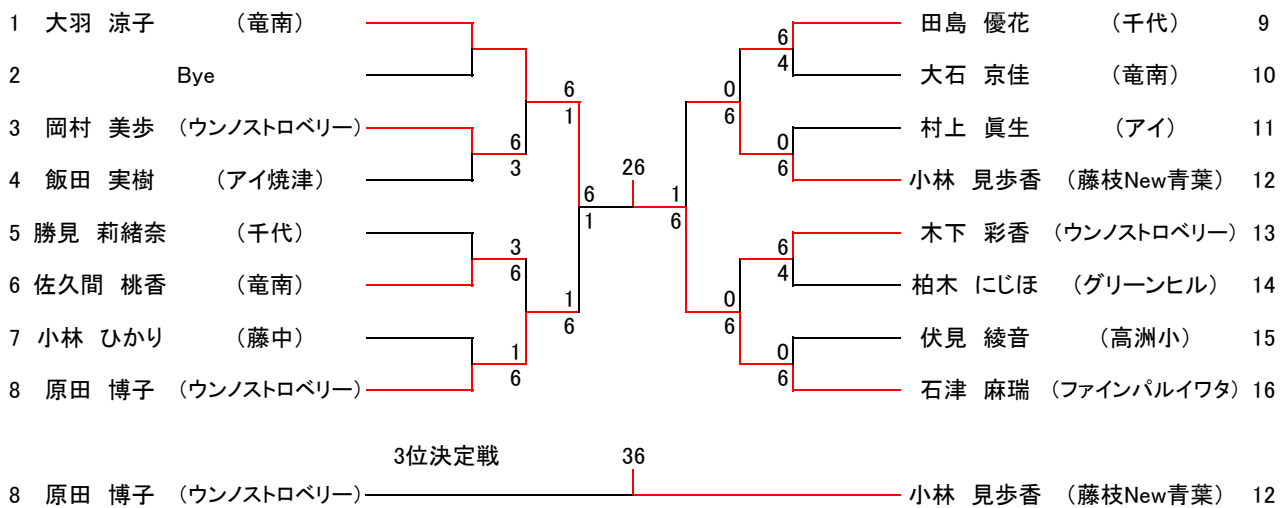 1 大羽 涼子 (竜南)
2 Bye
3 岡村 美歩 (ウンノストロベリー)
4 飯田 実樹 (アイ焼津)
5 勝見 莉緒奈 (千代)
6 佐久間 桃香 (竜南)
7 小林 ひかり (藤中)
8 原田 博子 (ウンノストロベリー)
6
3
3
6
1
6
6
1
1
6
6
1
26
1
6
0
6
0
6
6
4
0
6
6
4
0
6
田島 優花 (千代) 9
大石 京佳 (竜南) 10
村上 眞生 (アイ) 11
小林 見歩香 (藤枝New青葉) 12
木下 彩香 (ウンノストロベリー) 13
柏木 にじほ (グリーンヒル) 14
伏見 綾音 (高洲小) 15
石津 麻瑞 (ファインパルイワタ) 16
3位決定戦 36
8 原田 博子 (ウンノストロベリー) 小林 見歩香 (藤枝New青葉) 12